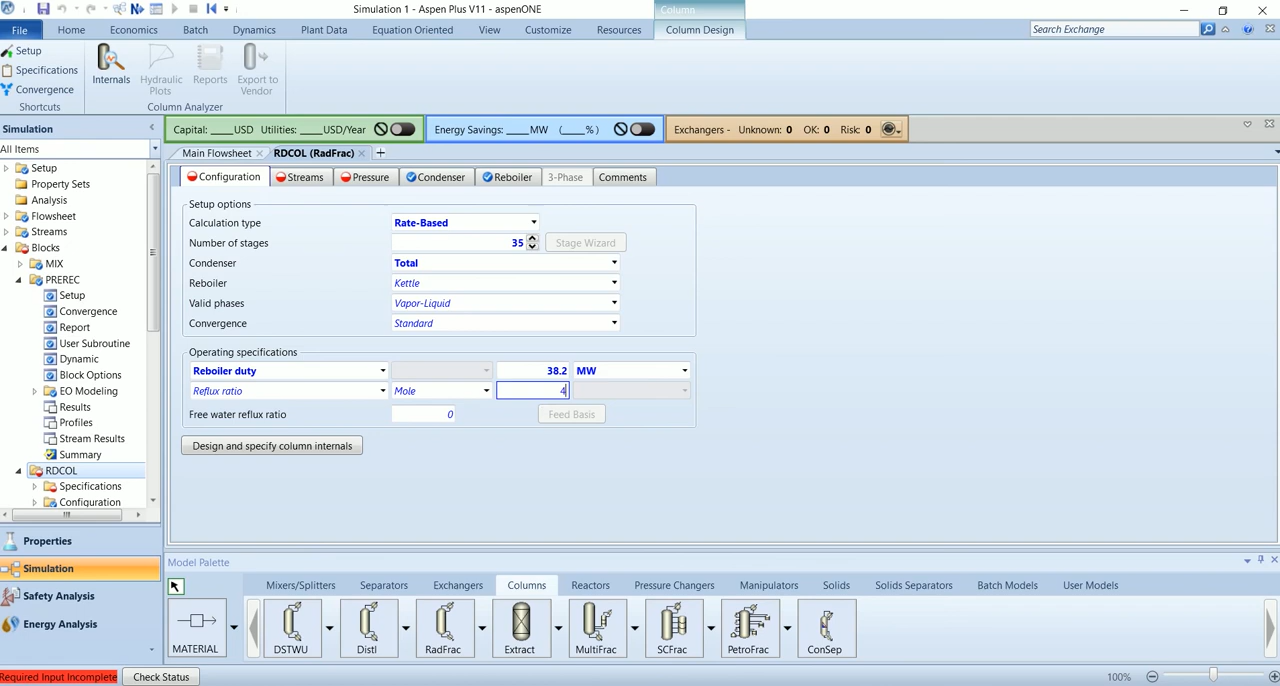 Simulation 1 - Aspen Plus V11 - aspenONE
Column
File Home Economics Batch Dynamics Plant Data Equation Oriented View Customize Resources Column Design Search Exchange
Setup
Specifications
Convergence
Shortcuts
Internals
Hydraulic Plots
Reports
Export to Vendor
Column Analyzer
Simulation
All Items
Setup
Property Sets
Analysis
Flowsheet
Streams
Blocks
MIX
PREREC
Setup
Convergence
Report
User Subroutine
Dynamic
Block Options
EO Modeling
Results
Profiles
Stream Results
Summary
RDCOL
Specifications
Configuration
Properties
Simulation
Safety Analysis
Energy Analysis
Capital: ____USD Utilities: ____USD/Year
Energy Savings: ____MW (____%)
Exchangers - Unknown: 0 OK: 0 Risk: 0
Main Flowsheet RDCOL (RadFrac) +
Configuration Streams Pressure Condenser Reboiler 3-Phase Comments
Setup options
Calculation type Rate-Based
Number of stages 35 Stage Wizard
Condenser Total
Reboiler Kettle
Valid phases Vapor-Liquid
Convergence Standard
Operating specifications
Reboiler duty 38.2 MW
Reflux ratio Mole 4
Free water reflux ratio 0 Feed Basis
Design and specify column internals
Model Palette
Mixers/Splitters Separators Exchangers Columns Reactors Pressure Changers Manipulators Solids Solids Separators Batch Models User Models
MATERIAL DSTWU Distl RadFrac Extract MultiFrac SCFrac PetroFrac ConSep
Required Input Incomplete Check Status 100%